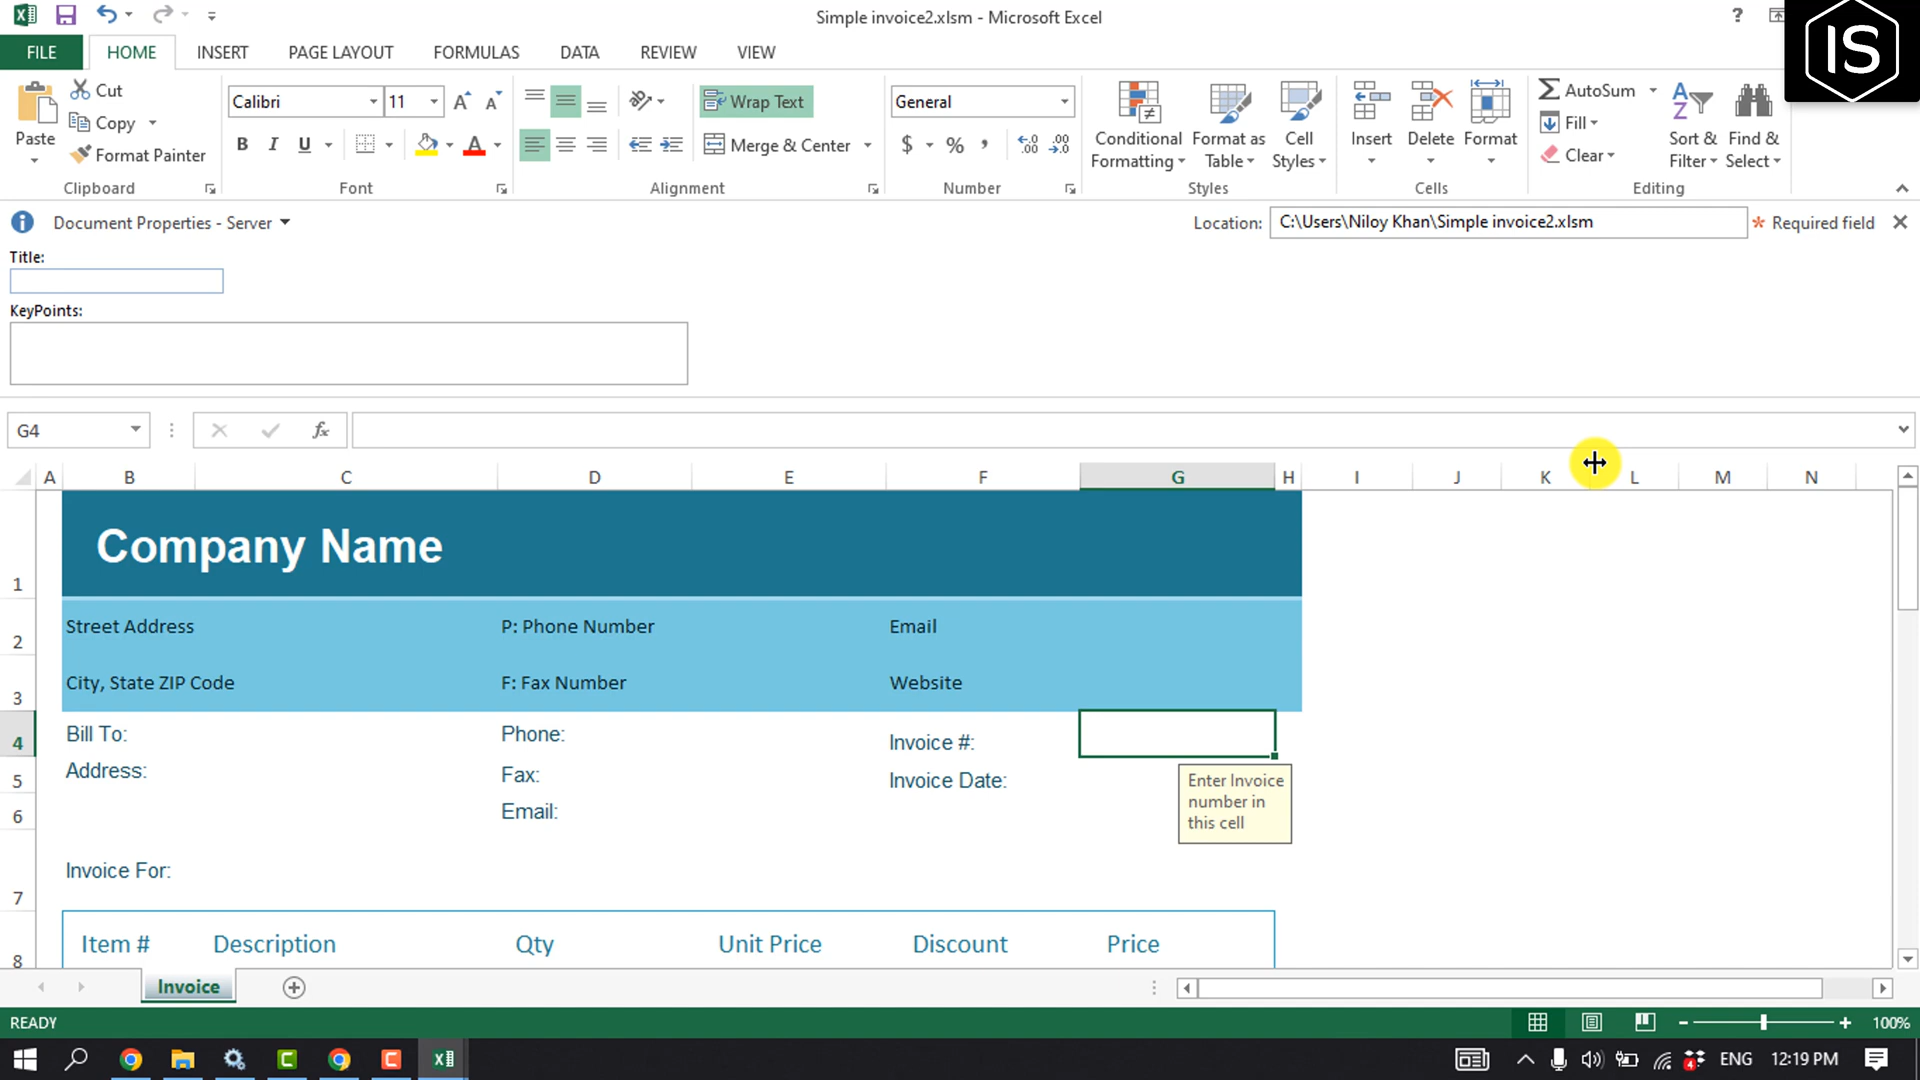 Simple invoice2.xlsm - Microsoft Excel
?
IS
FILE HOME INSERT PAGE LAYOUT FORMULAS DATA REVIEW VIEW
Paste
Cut
Copy
Format Painter
Clipboard
Calibri 11
B I U
Font
Wrap Text
Merge & Center
Alignment
General
$ % ,
Number
Conditional Formatting
Format as Table
Cell Styles
Styles
Insert
Delete
Format
Cells
AutoSum
Fill
Clear
Sort & Filter
Find & Select
Editing
Document Properties - Server
Location: C:\Users\Niloy Khan\Simple invoice2.xlsm * Required field
Title:
KeyPoints:
G4 fx
A B C D E F G H I J K L M N
1 Company Name
2 Street Address P: Phone Number Email
3 City, State ZIP Code F: Fax Number Website
4 Bill To: Phone: Invoice #:
5 Address: Fax: Invoice Date:
6 Email:
Enter Invoice
number in
this cell
7 Invoice For:
8 Item # Description Qty Unit Price Discount Price
Invoice
READY 100%
ENG 12:19 PM